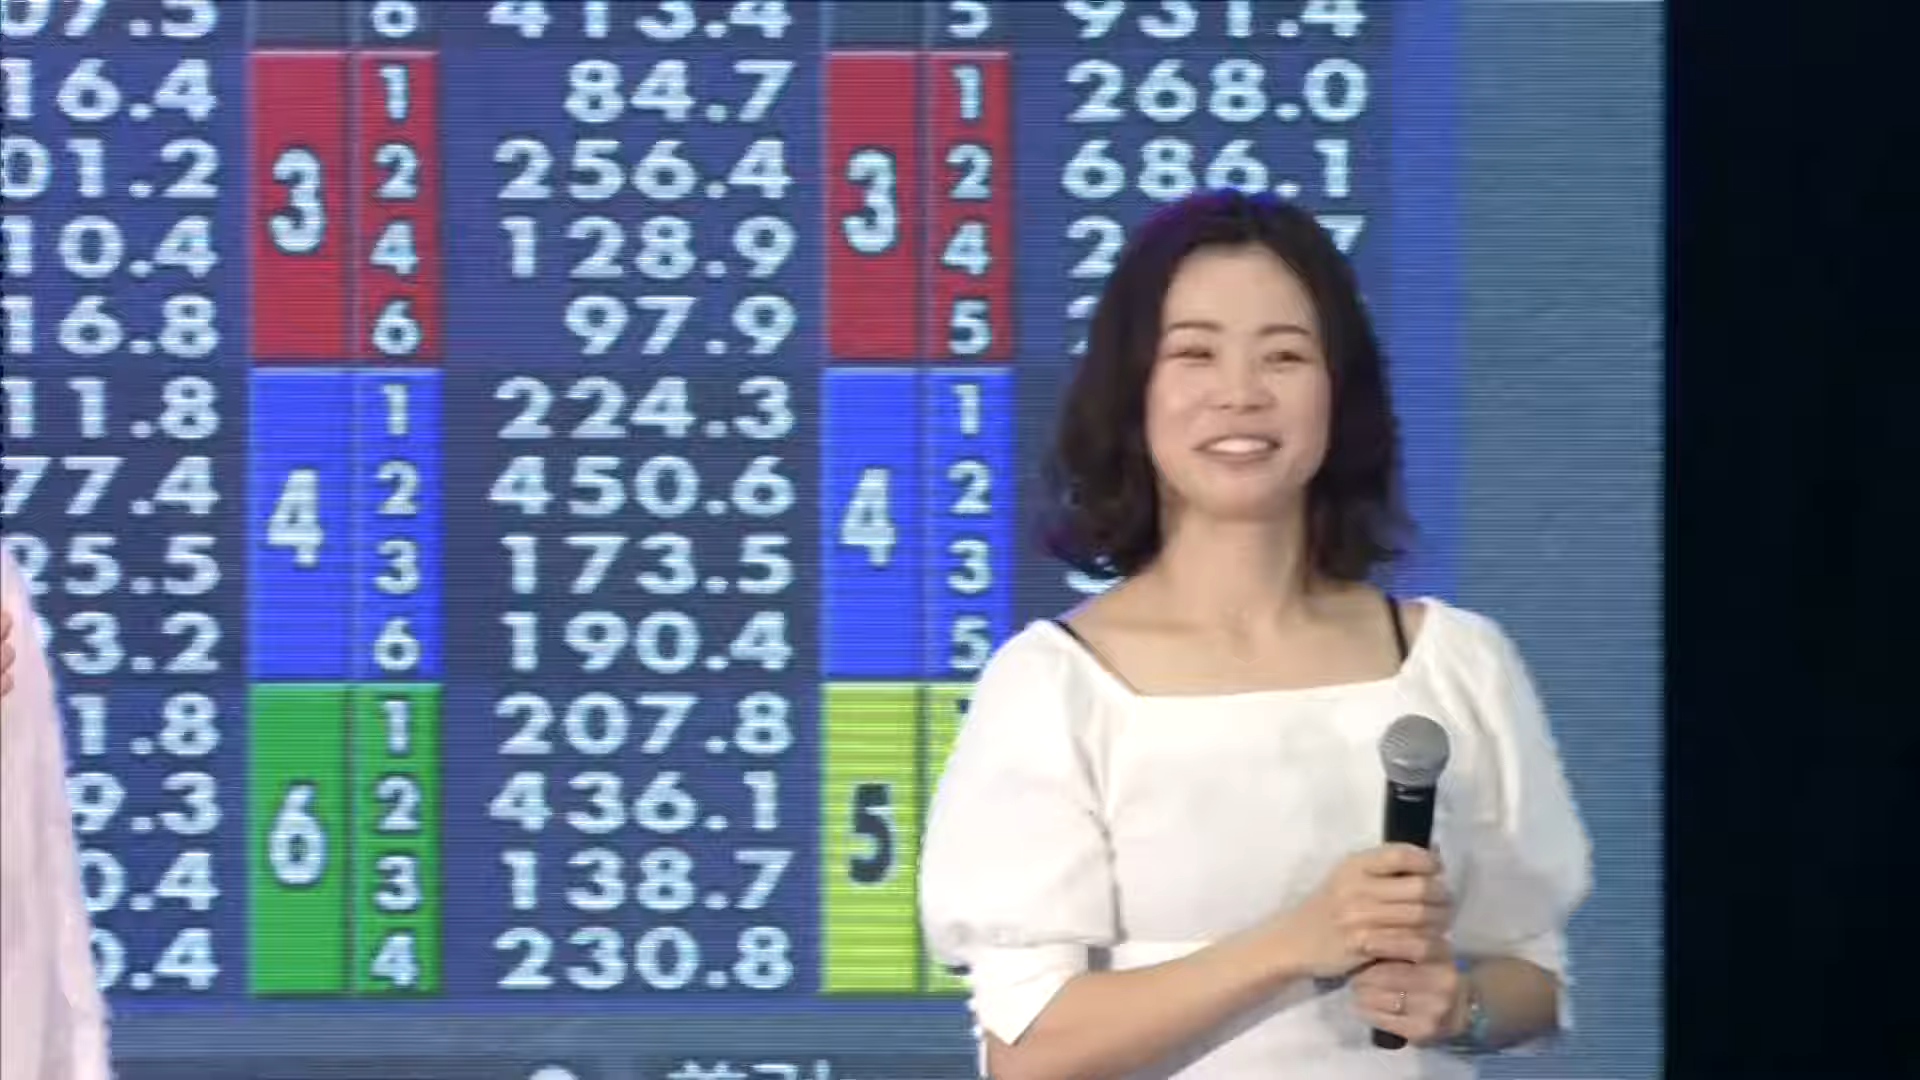 07.5 6 413.4 5 931.4
16.4 1 84.7 1 268.0
01.2 3 2 256.4 3 2 686.1
10.4 4 128.9 4 2
16.8 6 97.9 5
11.8 1 224.3 1
77.4 4 2 450.6 4 2
25.5 3 173.5 3
3.2 6 190.4 5
1.8 1 207.8
9.3 6 2 436.1 5
0.4 3 138.7
0.4 4 230.8